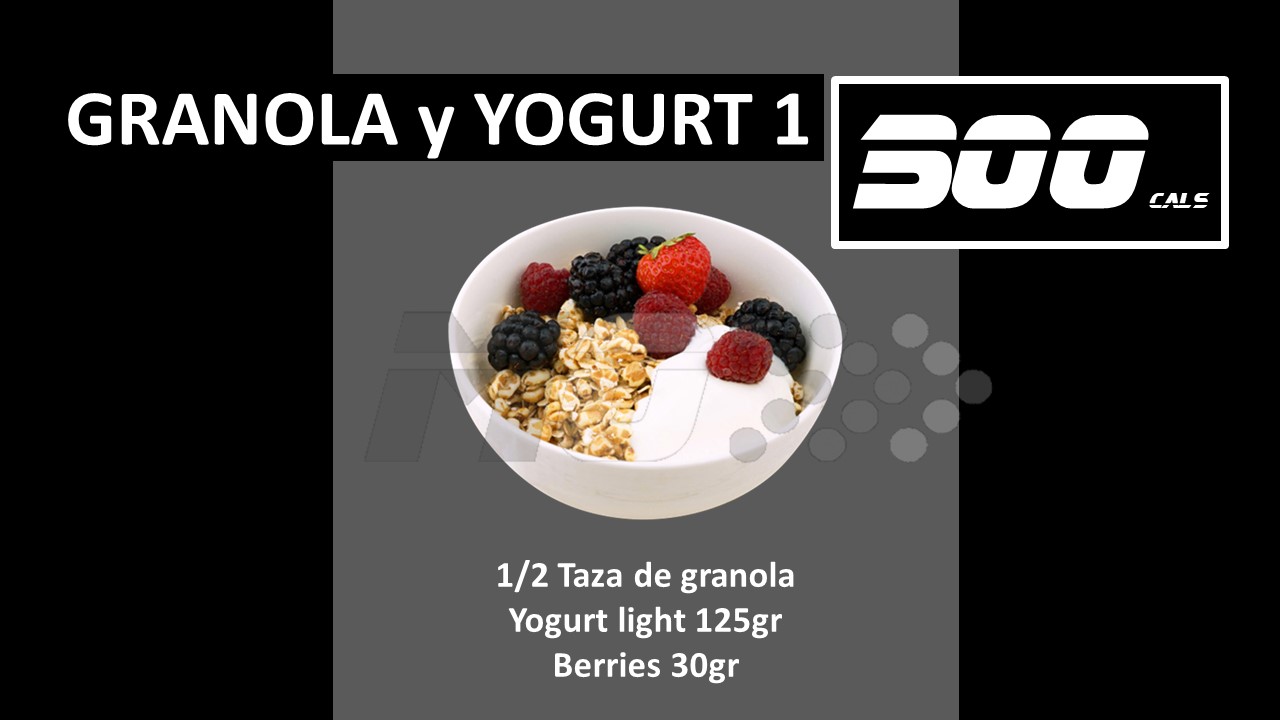 GRANOLA y YOGURT 1
300 CALS
1/2 Taza de granola
Yogurt light 125gr
Berries 30gr